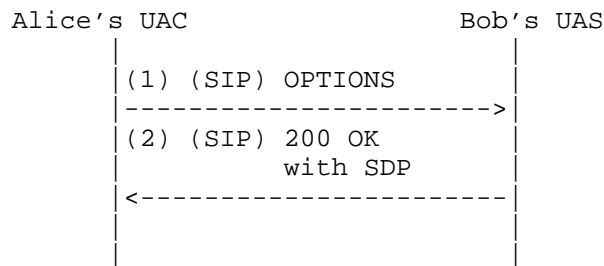 Alice's UAC Bob's UAS
(1) (SIP) OPTIONS
(2) (SIP) 200 OK
with SDP